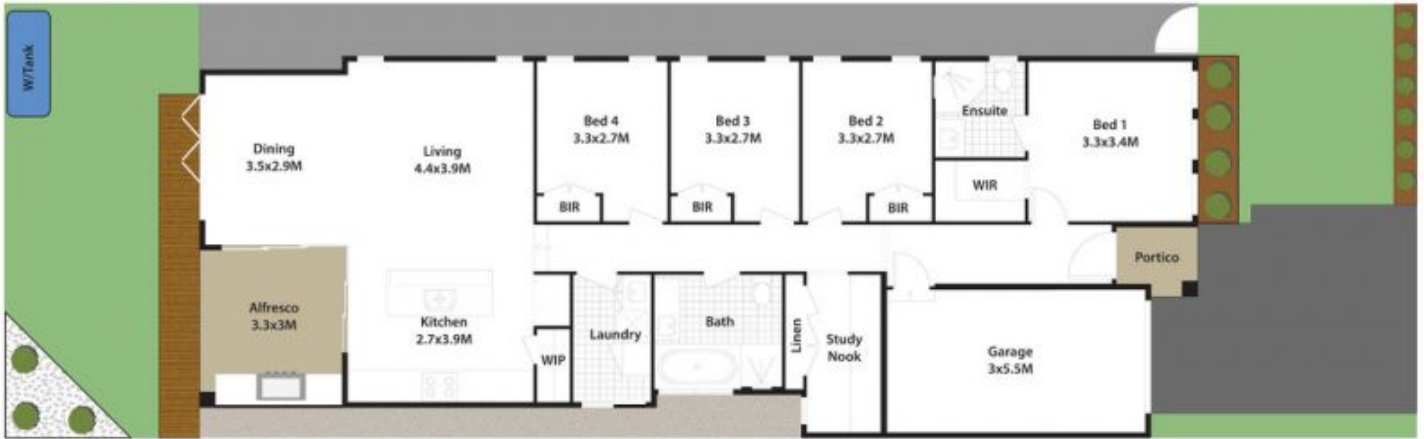 W/Tank
Dining
3.5x2.9M
Living
4.4x3.9M
Bed 4
3.3x2.7M
Bed 3
3.3x2.7M
Bed 2
3.3x2.7M
Ensuite
Bed 1
3.3x3.4M
WIR
BIR
BIR
BIR
Portico
Alfresco
3.3x3M
Kitchen
2.7x3.9M
WIP
Laundry
Bath
Linen
Study
Nook
Garage
3x5.5M